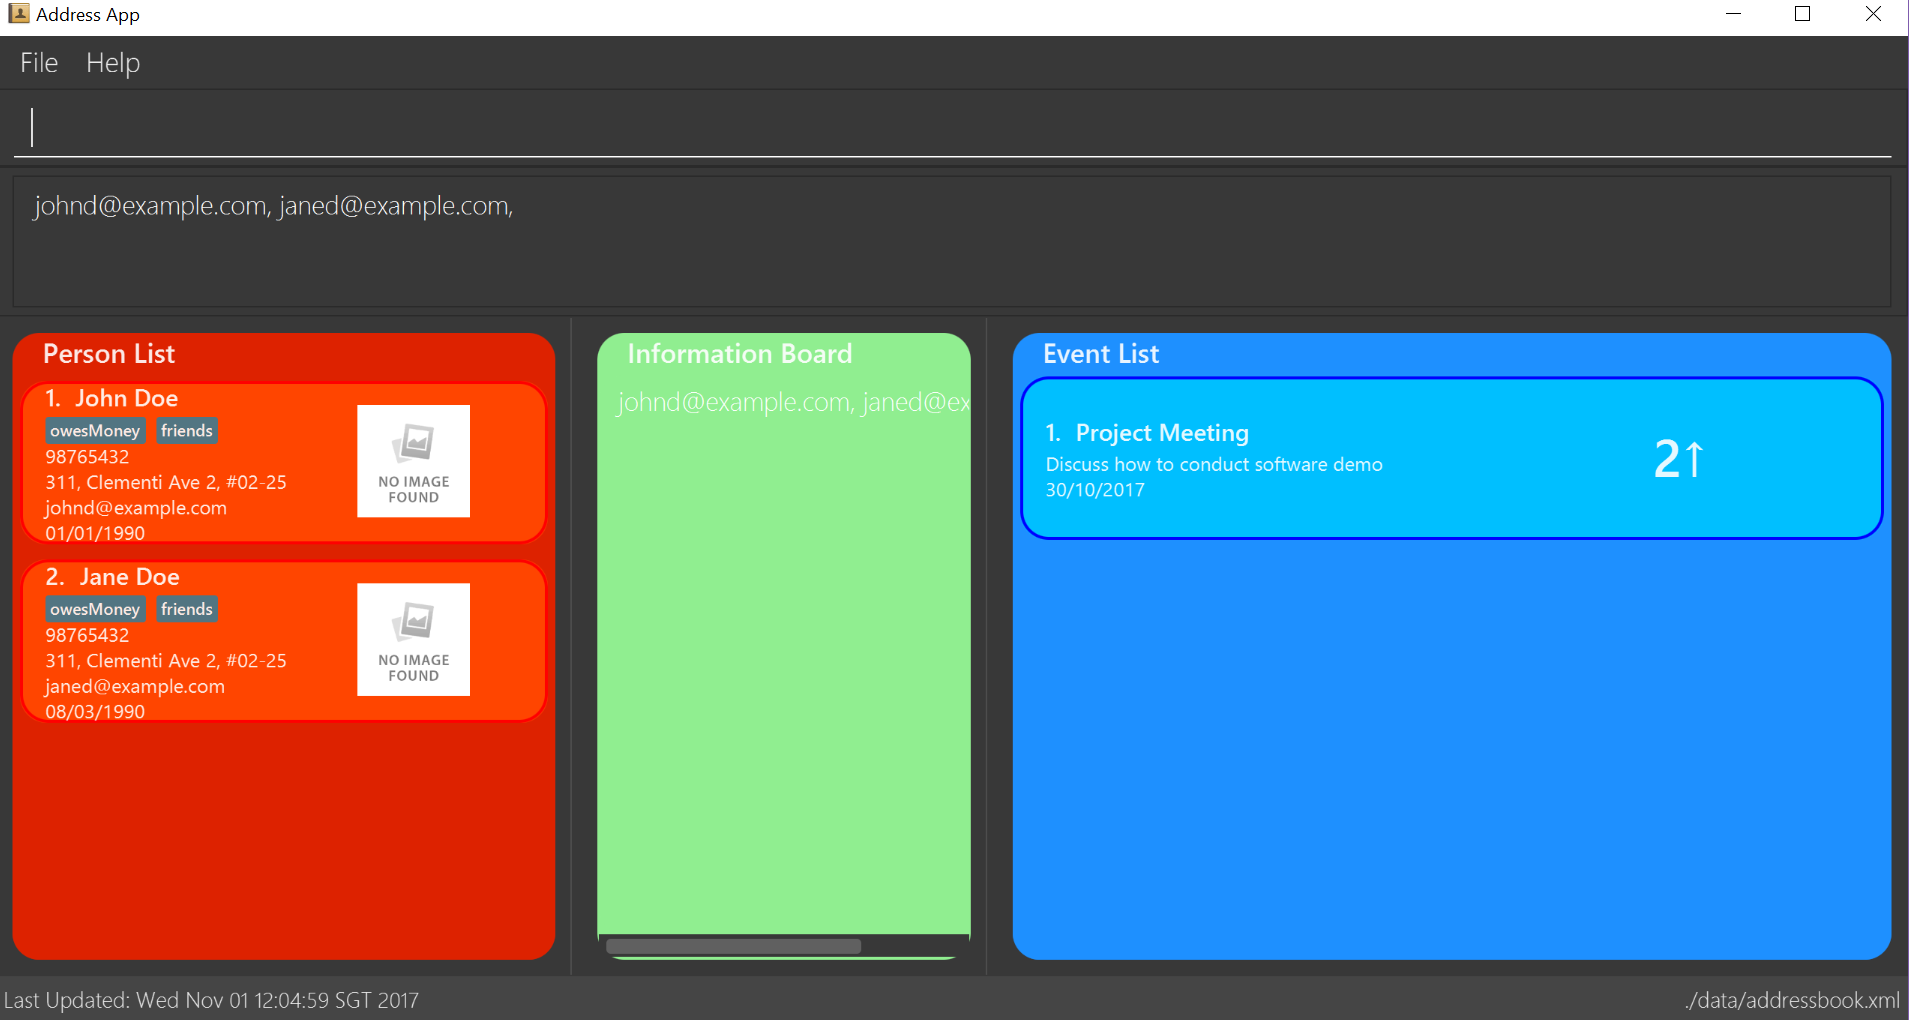 Address App
File Help
johnd@example.com, janed@example.com,
Person List
1. John Doe
owesMoney friends
98765432
311, Clementi Ave 2, #02-25
johnd@example.com
01/01/1990
NO IMAGE
FOUND
2. Jane Doe
owesMoney friends
98765432
311, Clementi Ave 2, #02-25
janed@example.com
08/03/1990
NO IMAGE
FOUND
Information Board
johnd@example.com, janed@ex
Event List
1. Project Meeting
Discuss how to conduct software demo
30/10/2017
2↑
Last Updated: Wed Nov 01 12:04:59 SGT 2017
./data/addressbook.xml